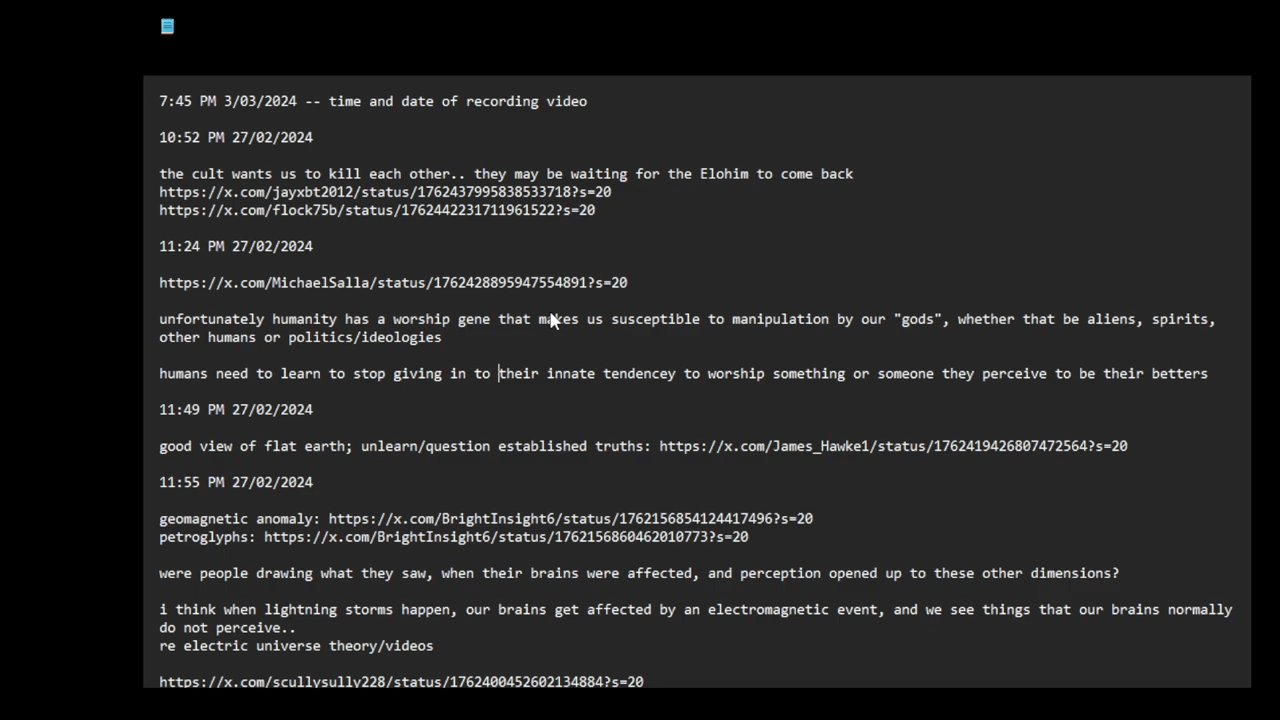 7:45 PM 3/03/2024 -- time and date of recording video
10:52 PM 27/02/2024
the cult wants us to kill each other.. they may be waiting for the Elohim to come back
https://x.com/jayxbt2012/status/1762437995838533718?s=20
https://x.com/flock75b/status/1762442231711961522?s=20
11:24 PM 27/02/2024
https://x.com/MichaelSalla/status/1762428895947554891?s=20
unfortunately humanity has a worship gene that makes us susceptible to manipulation by our "gods", whether that be aliens, spirits,
other humans or politics/ideologies
humans need to learn to stop giving in to their innate tendencey to worship something or someone they perceive to be their betters
11:49 PM 27/02/2024
good view of flat earth; unlearn/question established truths: https://x.com/James_Hawke1/status/1762419426807472564?s=20
11:55 PM 27/02/2024
geomagnetic anomaly: https://x.com/BrightInsight6/status/1762156854124417496?s=20
petroglyphs: https://x.com/BrightInsight6/status/1762156860462010773?s=20
were people drawing what they saw, when their brains were affected, and perception opened up to these other dimensions?
i think when lightning storms happen, our brains get affected by an electromagnetic event, and we see things that our brains normally
do not perceive..
re electric universe theory/videos
https://x.com/scullysully228/status/1762400452602134884?s=20